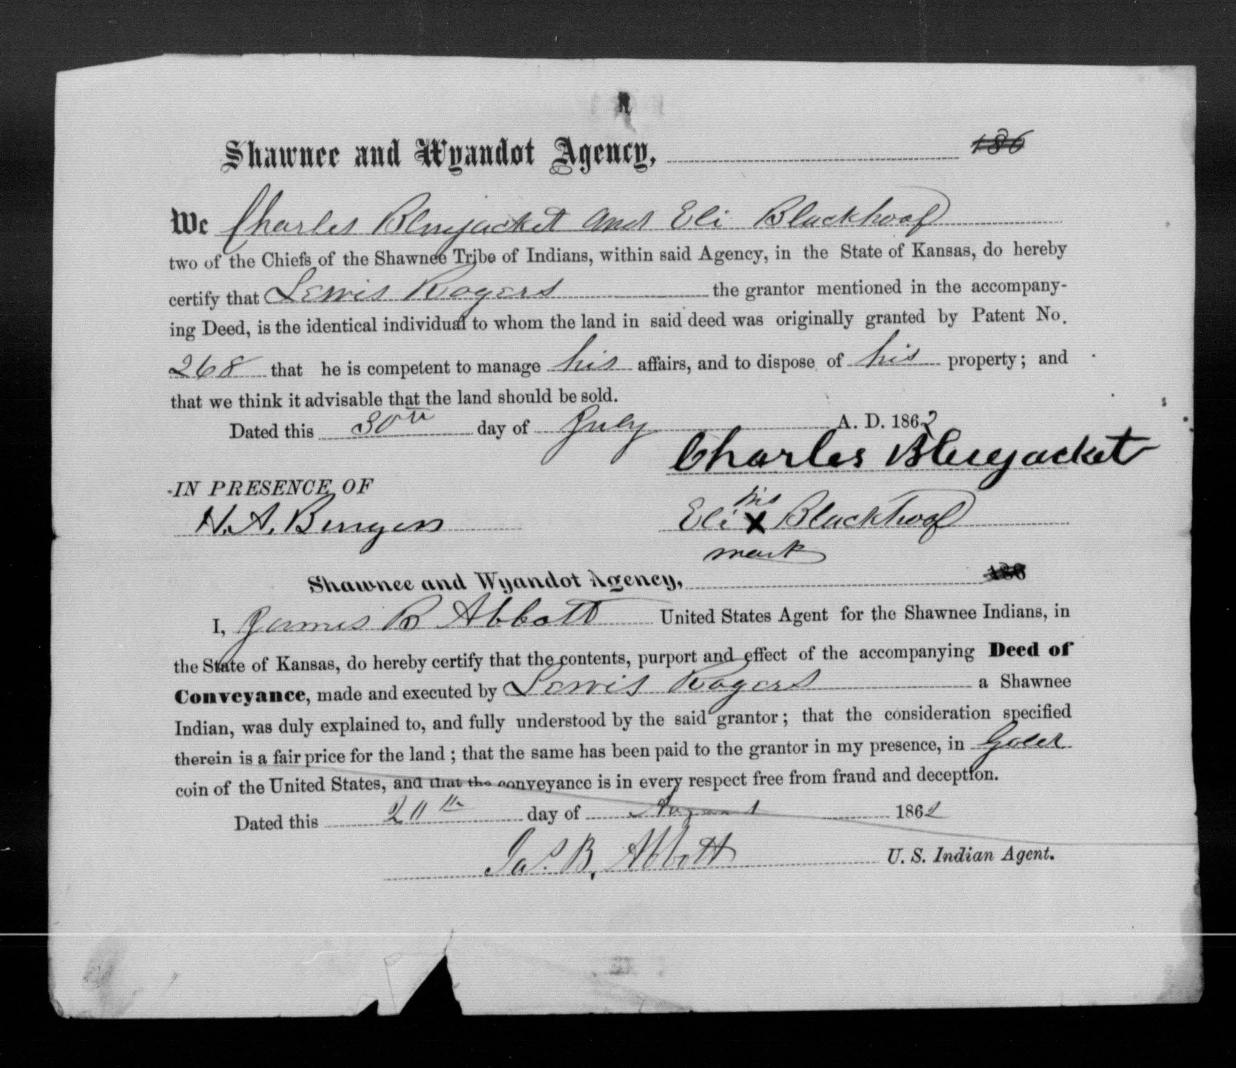 Shawnee and Wyandot Agency, 186
We Charles Bluejacket and Eli Blackhoof
two of the Chiefs of the Shawnee Tribe of Indians, within said Agency, in the State of Kansas, do hereby
certify that Lewis Rogers the grantor mentioned in the accompany-
ing Deed, is the identical individual to whom the land in said deed was originally granted by Patent No.
268 that he is competent to manage his affairs, and to dispose of his property; and
that we think it advisable that the land should be sold.
Dated this 30th day of July A. D. 1862
Charles Bluejacket
IN PRESENCE OF
H. A. Eli his X Blackhoof
mark
Shawnee and Wyandot Agency, 186
I, James B Abbott United States Agent for the Shawnee Indians, in
the State of Kansas, do hereby certify that the contents, purport and effect of the accompanying Deed of
Conveyance, made and executed by Lewis Rogers a Shawnee
Indian, was duly explained to, and fully understood by the said grantor; that the consideration specified
therein is a fair price for the land; that the same has been paid to the grantor in my presence, in Gold
coin of the United States, and that the conveyance is in every respect free from fraud and deception.
Dated this day of August 1862
Jas. B. Abbott U. S. Indian Agent.